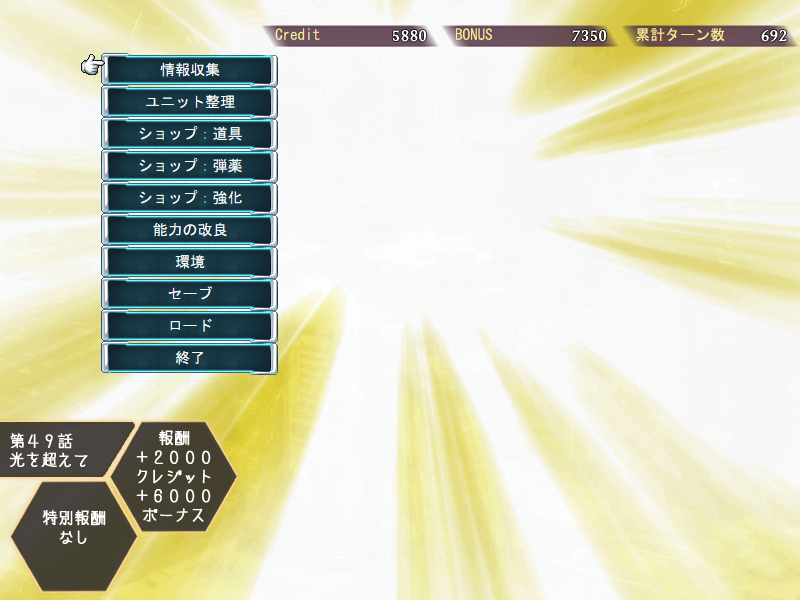 Credit 5880 BONUS 7350 累計ターン数 692
情報収集
ユニット整理
ショップ：道具
ショップ：弾薬
ショップ：強化
能力の改良
環境
セーブ
ロード
終了
第４９話
光を超えて
報酬
＋２０００
クレジット
＋６０００
ボーナス
特別報酬
なし